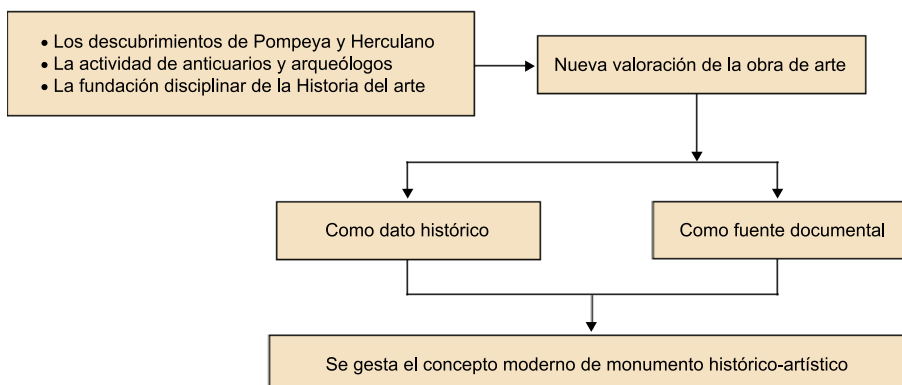 • Los descubrimientos de Pompeya y Herculano
• La actividad de anticuarios y arqueólogos
• La fundación disciplinar de la Historia del arte
Nueva valoración de la obra de arte
Como dato histórico
Como fuente documental
Se gesta el concepto moderno de monumento histórico-artístico